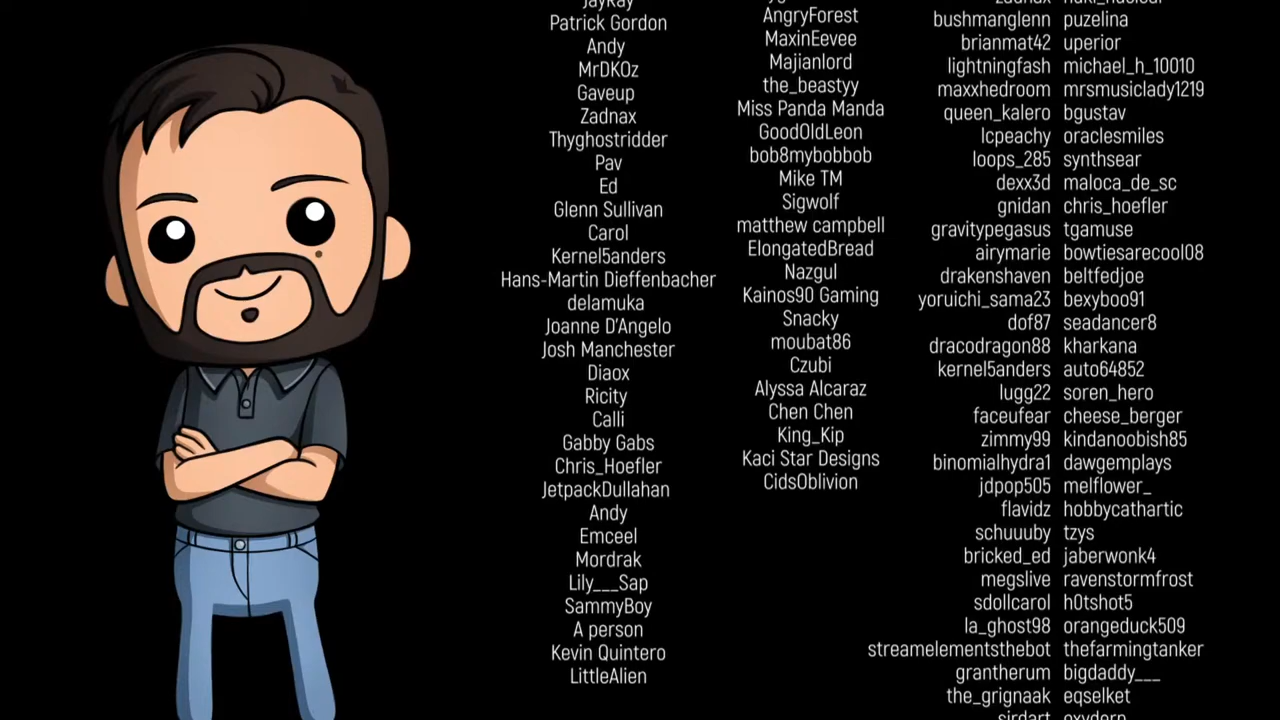 JayRay
Patrick Gordon
Andy
MrDKOz
Gaveup
Zadnax
Thyghostridder
Pav
Ed
Glenn Sullivan
Carol
Kernel5anders
Hans-Martin Dieffenbacher
delamuka
Joanne D'Angelo
Josh Manchester
Diaox
Ricity
Calli
Gabby Gabs
Chris_Hoefler
JetpackDullahan
Andy
Emceel
Mordrak
Lily___Sap
SammyBoy
A person
Kevin Quintero
LittleAlien
AngryForest
MaxinEevee
Majianlord
the_beastyy
Miss Panda Manda
GoodOldLeon
bob8mybobbob
Mike TM
Sigwolf
matthew campbell
ElongatedBread
Nazgul
Kainos90 Gaming
Snacky
moubat86
Czubi
Alyssa Alcaraz
Chen Chen
King_Kip
Kaci Star Designs
CidsOblivion
zadnax
bushmanglenn puzelina
brianmat42 uperior
lightningfash michael_h_10010
maxxhedroom mrsmusiclady1219
queen_kalero bgustav
lcpeachy oraclesmiles
loops_285 synthsear
dexx3d maloca_de_sc
gnidan chris_hoefler
gravitypegasus tgamuse
airymarie bowtiesarecool08
drakenshaven beltfedjoe
yoruichi_sama23 bexyboo91
dof87 seadancer8
dracodragon88 kharkana
kernel5anders auto64852
lugg22 soren_hero
faceufear cheese_berger
zimmy99 kindanoobish85
binomialhydra1 dawgemplays
jdpop505 melflower_
flavidz hobbycathartic
schuuuby tzys
bricked_ed jaberwonk4
megslive ravenstormfrost
sdollcarol h0tshot5
la_ghost98 orangeduck509
streamelementsthebot thefarmingtanker
grantherum bigdaddy___
the_grignaak eqselket
sirdart